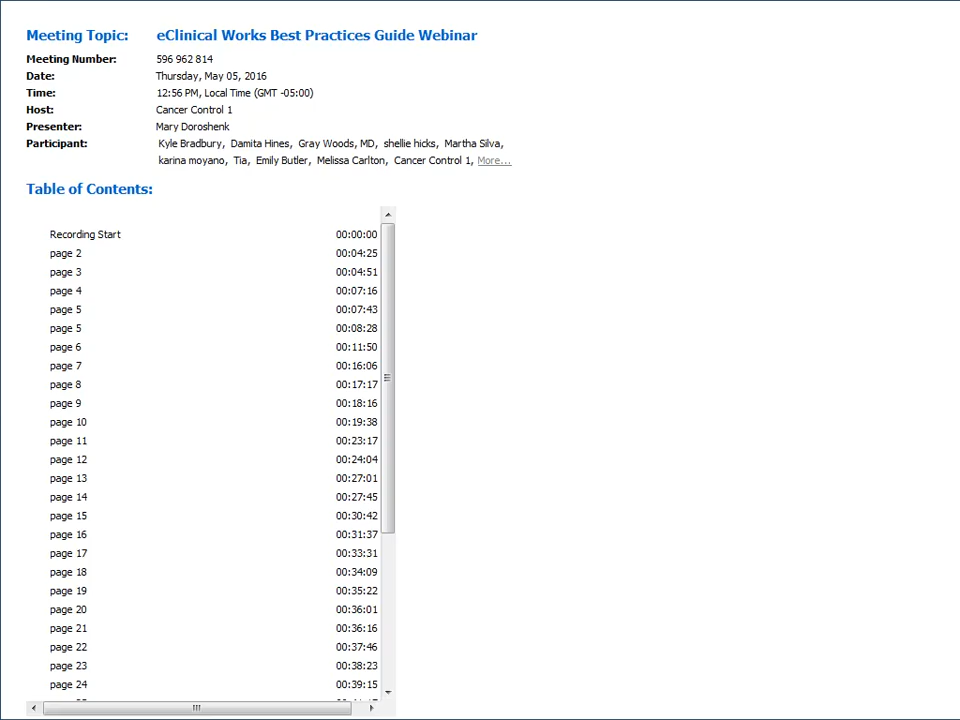 Meeting Topic: eClinical Works Best Practices Guide Webinar
Meeting Number: 596 962 814
Date: Thursday, May 05, 2016
Time: 12:56 PM, Local Time (GMT -05:00)
Host: Cancer Control 1
Presenter: Mary Doroshenk
Participant: Kyle Bradbury, Damita Hines, Gray Woods, MD, shellie hicks, Martha Silva,
karina moyano, Tia, Emily Butler, Melissa Carlton, Cancer Control 1, More...
Table of Contents:
Recording Start 00:00:00
page 2 00:04:25
page 3 00:04:51
page 4 00:07:16
page 5 00:07:43
page 5 00:08:28
page 6 00:11:50
page 7 00:16:06
page 8 00:17:17
page 9 00:18:16
page 10 00:19:38
page 11 00:23:17
page 12 00:24:04
page 13 00:27:01
page 14 00:27:45
page 15 00:30:42
page 16 00:31:37
page 17 00:33:31
page 18 00:34:09
page 19 00:35:22
page 20 00:36:01
page 21 00:36:16
page 22 00:37:46
page 23 00:38:23
page 24 00:39:15